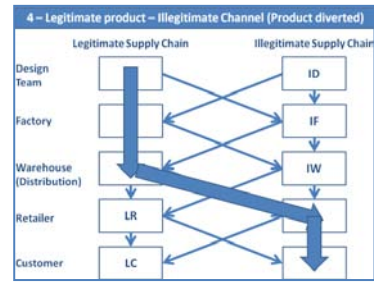 4 – Legitimate product – Illegitimate Channel (Product diverted)
Legitimate Supply Chain Illegitimate Supply Chain
Design
Team
ID
Factory
IF
Warehouse
(Distribution)
IW
Retailer
LR
Customer
LC